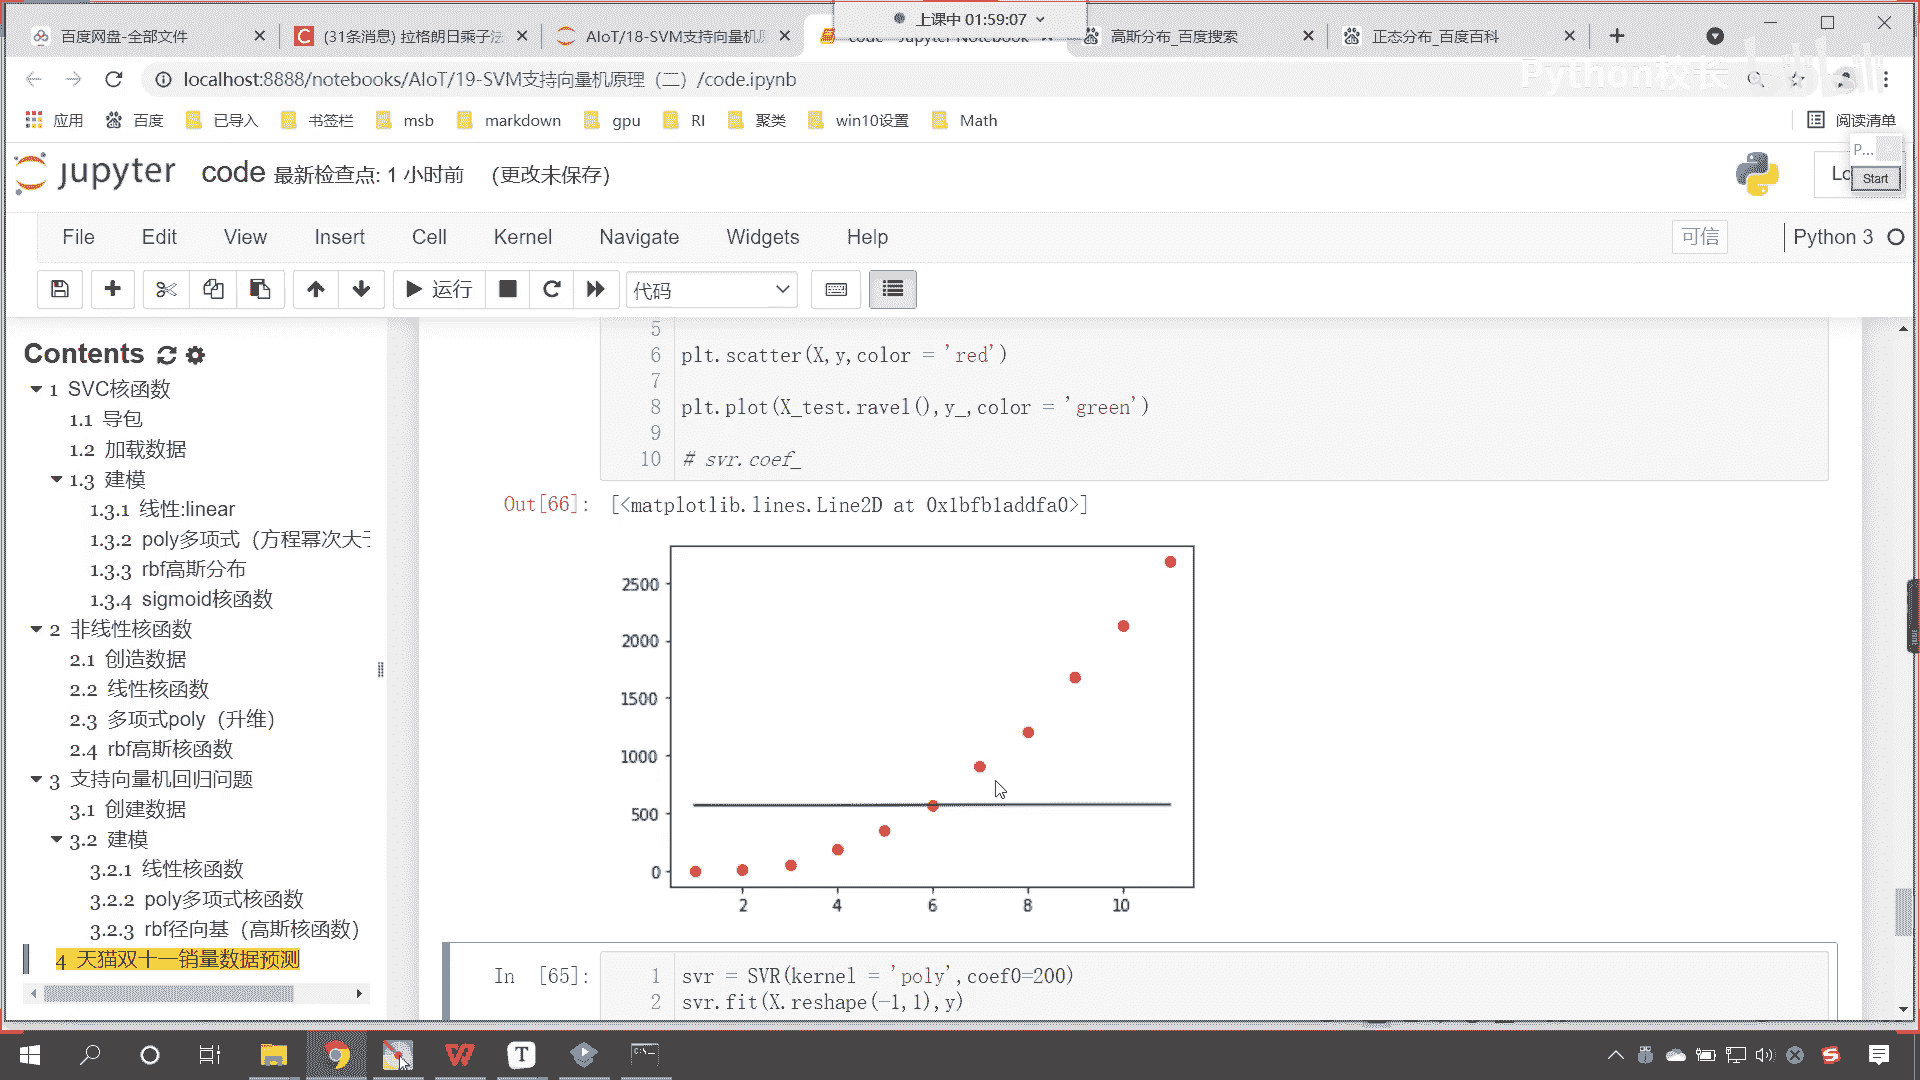 上课中 01:59:07
百度网盘-全部文件
(31条消息) 拉格朗日乘子法
AIoT/18-SVM支持向量机原
code - Jupyter Notebook
高斯分布_百度搜索
正态分布_百度百科
localhost:8888/notebooks/AIoT/19-SVM支持向量机原理（二）/code.ipynb
Python校长
bilibili
应用 百度 已导入 书签栏 msb markdown gpu RI 聚类 win10设置 Math 阅读清单
P...
Start
jupyter code 最新检查点: 1 小时前 (更改未保存)
Lo
File Edit View Insert Cell Kernel Navigate Widgets Help 可信 Python 3
运行 代码
Contents
1 SVC核函数
1.1 导包
1.2 加载数据
1.3 建模
1.3.1 线性:linear
1.3.2 poly多项式（方程幂次大于
1.3.3 rbf高斯分布
1.3.4 sigmoid核函数
2 非线性核函数
2.1 创造数据
2.2 线性核函数
2.3 多项式poly（升维）
2.4 rbf高斯核函数
3 支持向量机回归问题
3.1 创建数据
3.2 建模
3.2.1 线性核函数
3.2.2 poly多项式核函数
3.2.3 rbf径向基（高斯核函数）
4 天猫双十一销量数据预测
5
6 plt.scatter(X,y,color = 'red')
7
8 plt.plot(X_test.ravel(),y_,color = 'green')
9
10 # svr.coef_
Out[66]: [<matplotlib.lines.Line2D at 0x1bfb1addfa0>]
2500
2000
1500
1000
500
0
2 4 6 8 10
In [65]: 1 svr = SVR(kernel = 'poly',coef0=200)
2 svr.fit(X.reshape(-1,1),y)